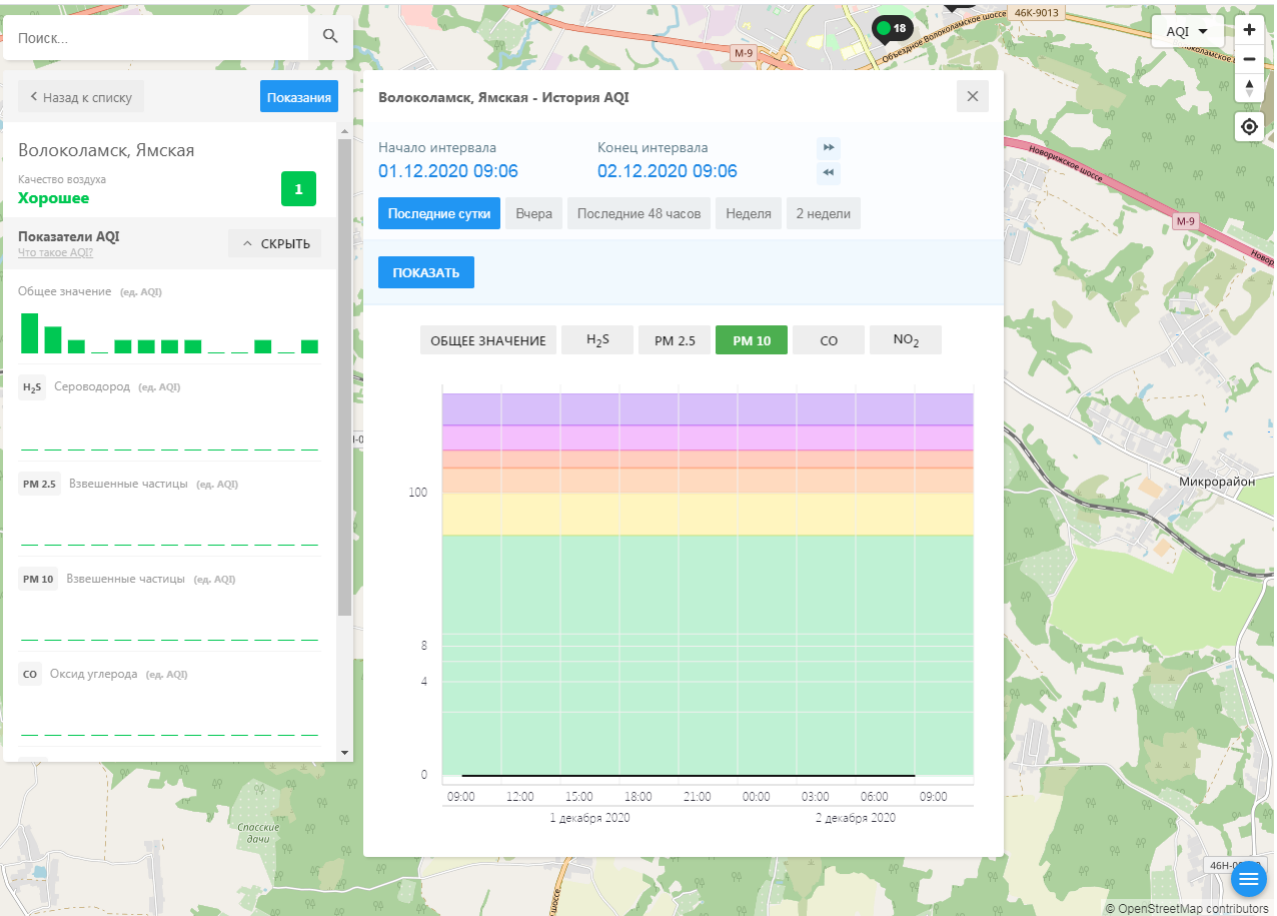 Поиск...
46К-9013
AQI
18
Объездное Волоколамское шоссе
М-9
Назад к списку
Показания
Волоколамск, Ямская - История AQI
Волоколамск, Ямская
Качество воздуха
Хорошее
1
Начало интервала
Конец интервала
01.12.2020 09:06
02.12.2020 09:06
Последние сутки
Вчера
Последние 48 часов
Неделя
2 недели
Новорижское шоссе
М-9
Показатели AQI
Что такое AQI?
СКРЫТЬ
ПОКАЗАТЬ
Общее значение (ед. AQI)
ОБЩЕЕ ЗНАЧЕНИЕ
H2S
PM 2.5
PM 10
CO
NO2
H2S Сероводород (ед. AQI)
PM 2.5 Взвешенные частицы (ед. AQI)
PM 10 Взвешенные частицы (ед. AQI)
CO Оксид углерода (ед. AQI)
100
8
4
0
09:00 12:00 15:00 18:00 21:00 00:00 03:00 06:00 09:00
1 декабря 2020
2 декабря 2020
Микрорайон
Спасские
дачи
© OpenStreetMap contributors